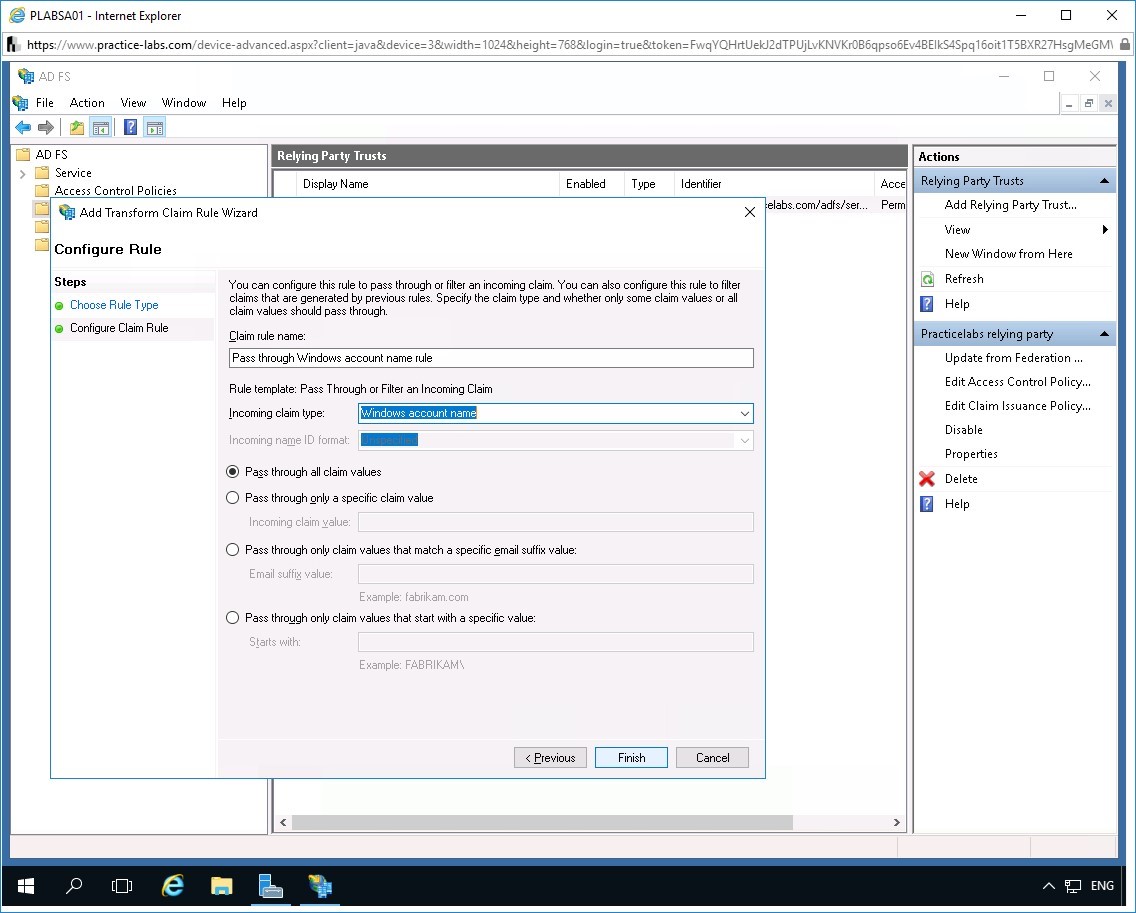 PLABSA01 - Internet Explorer
https://www.practice-labs.com/device-advanced.aspx?client=java&device=3&width=1024&height=768&login=true&token=
AD FS
File Action View Window Help
AD FS
Service
Access Control Policies
Relying Party Trusts
Display Name Enabled Type Identifier Acce
celabs.com/adfs/ser... Perm
Actions
Relying Party Trusts
Add Relying Party Trust...
View
New Window from Here
Refresh
Help
Practicelabs relying party
Update from Federation ...
Edit Access Control Policy...
Edit Claim Issuance Policy...
Disable
Properties
Delete
Help
Add Transform Claim Rule Wizard
Configure Rule
Steps
Choose Rule Type
Configure Claim Rule
You can configure this rule to pass through or filter an incoming claim. You can also configure this rule to filter
claims that are generated by previous rules. Specify the claim type and whether only some claim values or all
claim values should pass through.
Claim rule name:
Pass through Windows account name rule
Rule template: Pass Through or Filter an Incoming Claim
Incoming claim type: Windows account name
Incoming name ID format: Unspecified
Pass through all claim values
Pass through only a specific claim value
Incoming claim value:
Pass through only claim values that match a specific email suffix value:
Email suffix value:
Example: fabrikam.com
Pass through only claim values that start with a specific value:
Starts with:
Example: FABRIKAM\
< Previous Finish Cancel
ENG